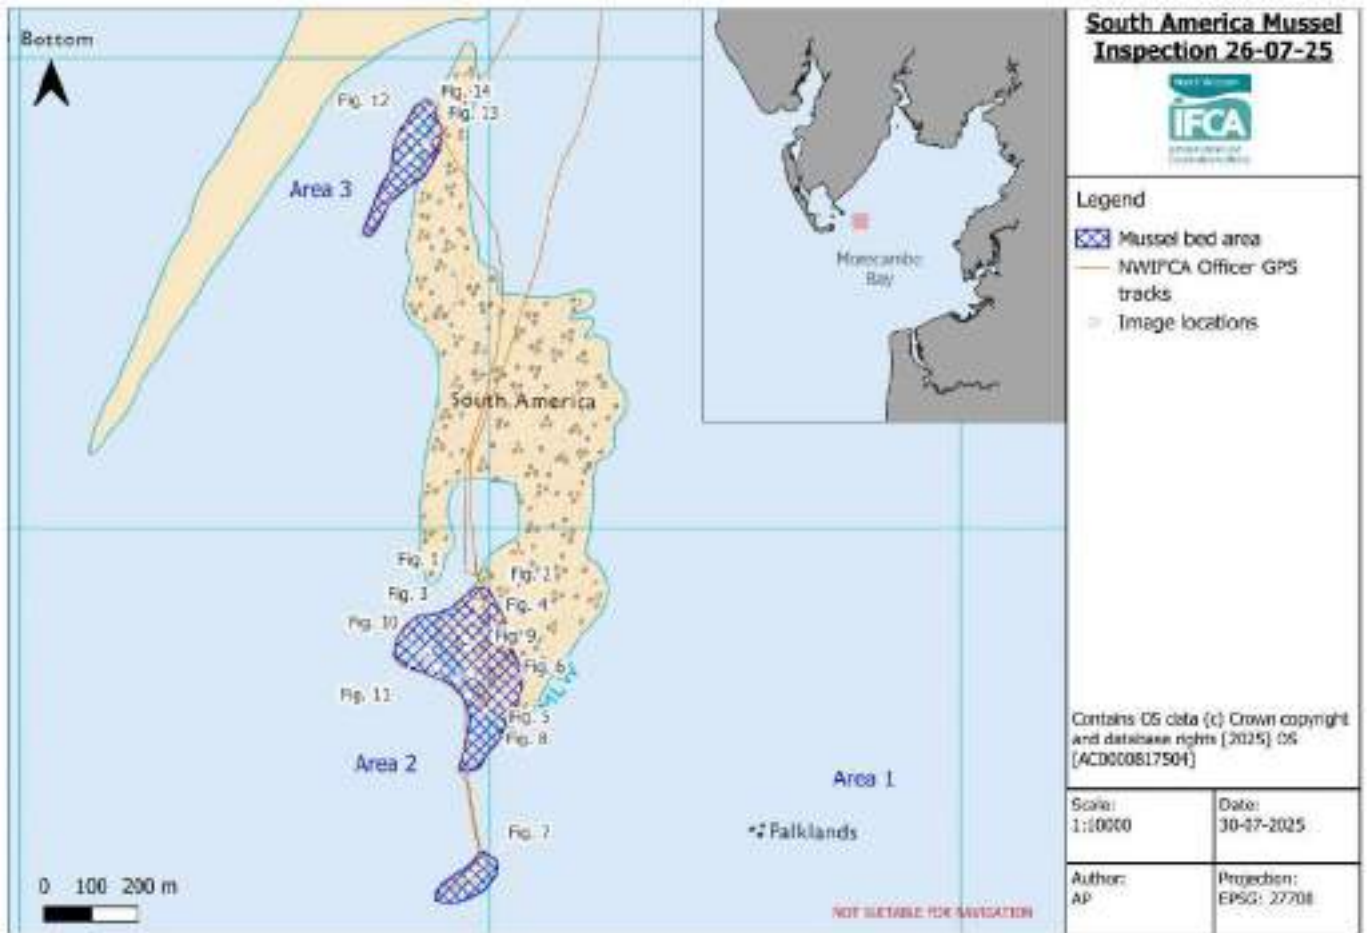 South America Mussel
Inspection 26-07-25
IFCA
Legend
Mussel bed area
NWIFCA Officer GPS
tracks
Image locations
Contains OS data (c) Crown copyright
and database rights [2025] OS
[AC0000817504]
Scale:
1:10000
Date:
30-07-2025
Author:
AP
Projection:
EPSG: 27700
Bottom
Fig. 12
Fig. 14
Fig. 13
Area 3
Morecambe
Bay
South America
Fig. 1
Fig. 2
Fig. 3
Fig. 4
Fig. 10
Fig. 9
Fig. 6
MLW
Fig. 11
Fig. 5
Fig. 8
Area 2
Area 1
Fig. 7
Falklands
0 100 200 m
NOT SUITABLE FOR NAVIGATION